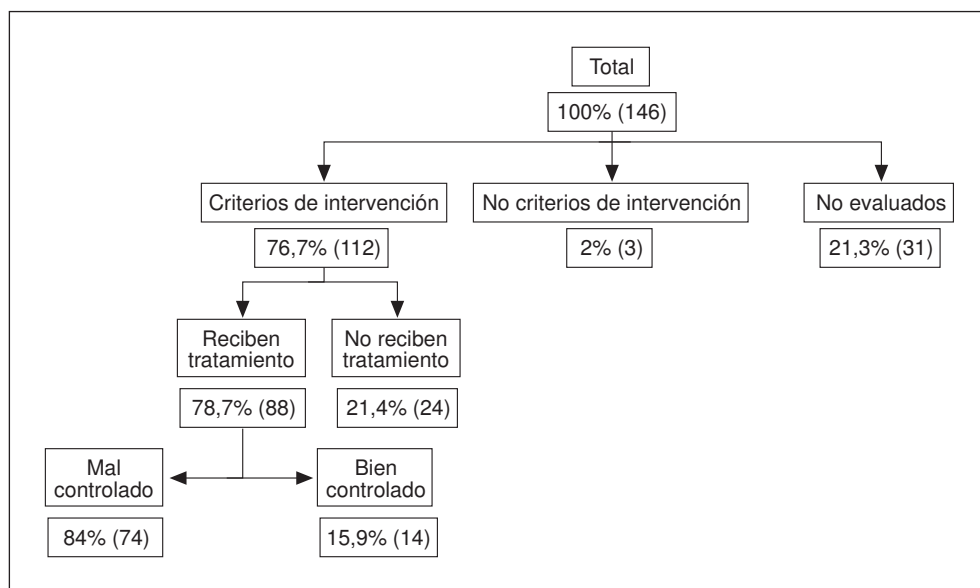 Total
100% (146)
Criterios de intervención
No criterios de intervención
No evaluados
76,7% (112)
2% (3)
21,3% (31)
Reciben
tratamiento
No reciben
tratamiento
78,7% (88)
21,4% (24)
Mal
controlado
Bien
controlado
84% (74)
15,9% (14)